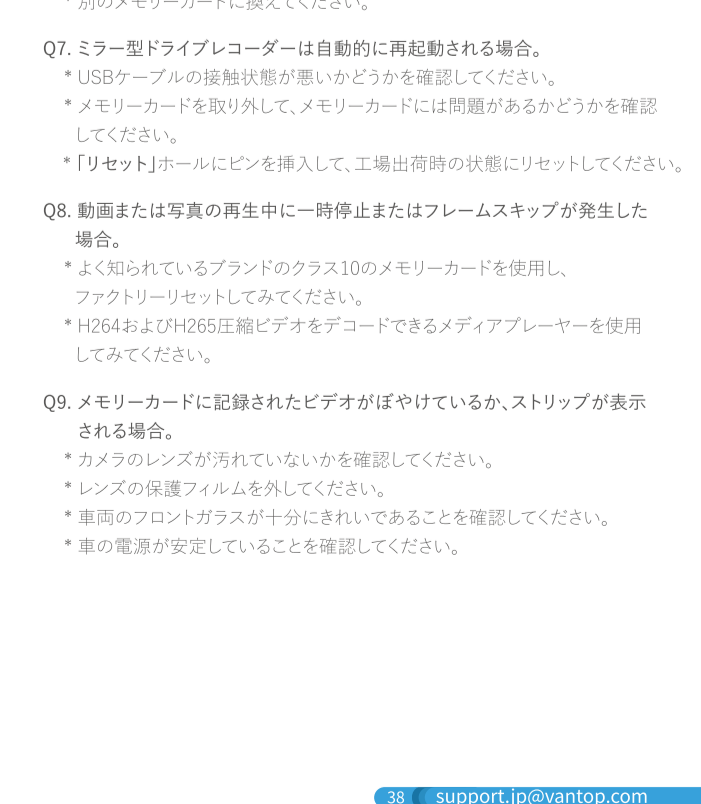 * 別のメモリーカードに換えてください。
Q7. ミラー型ドライブレコーダーは自動的に再起動される場合。
* USBケーブルの接触状態が悪いかどうかを確認してください。
* メモリーカードを取り外して、メモリーカードには問題があるかどうかを確認
してください。
*「リセット」ホールにピンを挿入して、工場出荷時の状態にリセットしてください。
Q8. 動画または写真の再生中に一時停止またはフレームスキップが発生した
場合。
* よく知られているブランドのクラス10のメモリーカードを使用し、
ファクトリーリセットしてみてください。
* H264およびH265圧縮ビデオをデコードできるメディアプレーヤーを使用
してみてください。
Q9. メモリーカードに記録されたビデオがぼやけているか、ストリップが表示
される場合。
* カメラのレンズが汚れていないかを確認してください。
* レンズの保護フィルムを外してください。
* 車両のフロントガラスが十分にきれいであることを確認してください。
* 車の電源が安定していることを確認してください。
38 support.jp@vantop.com